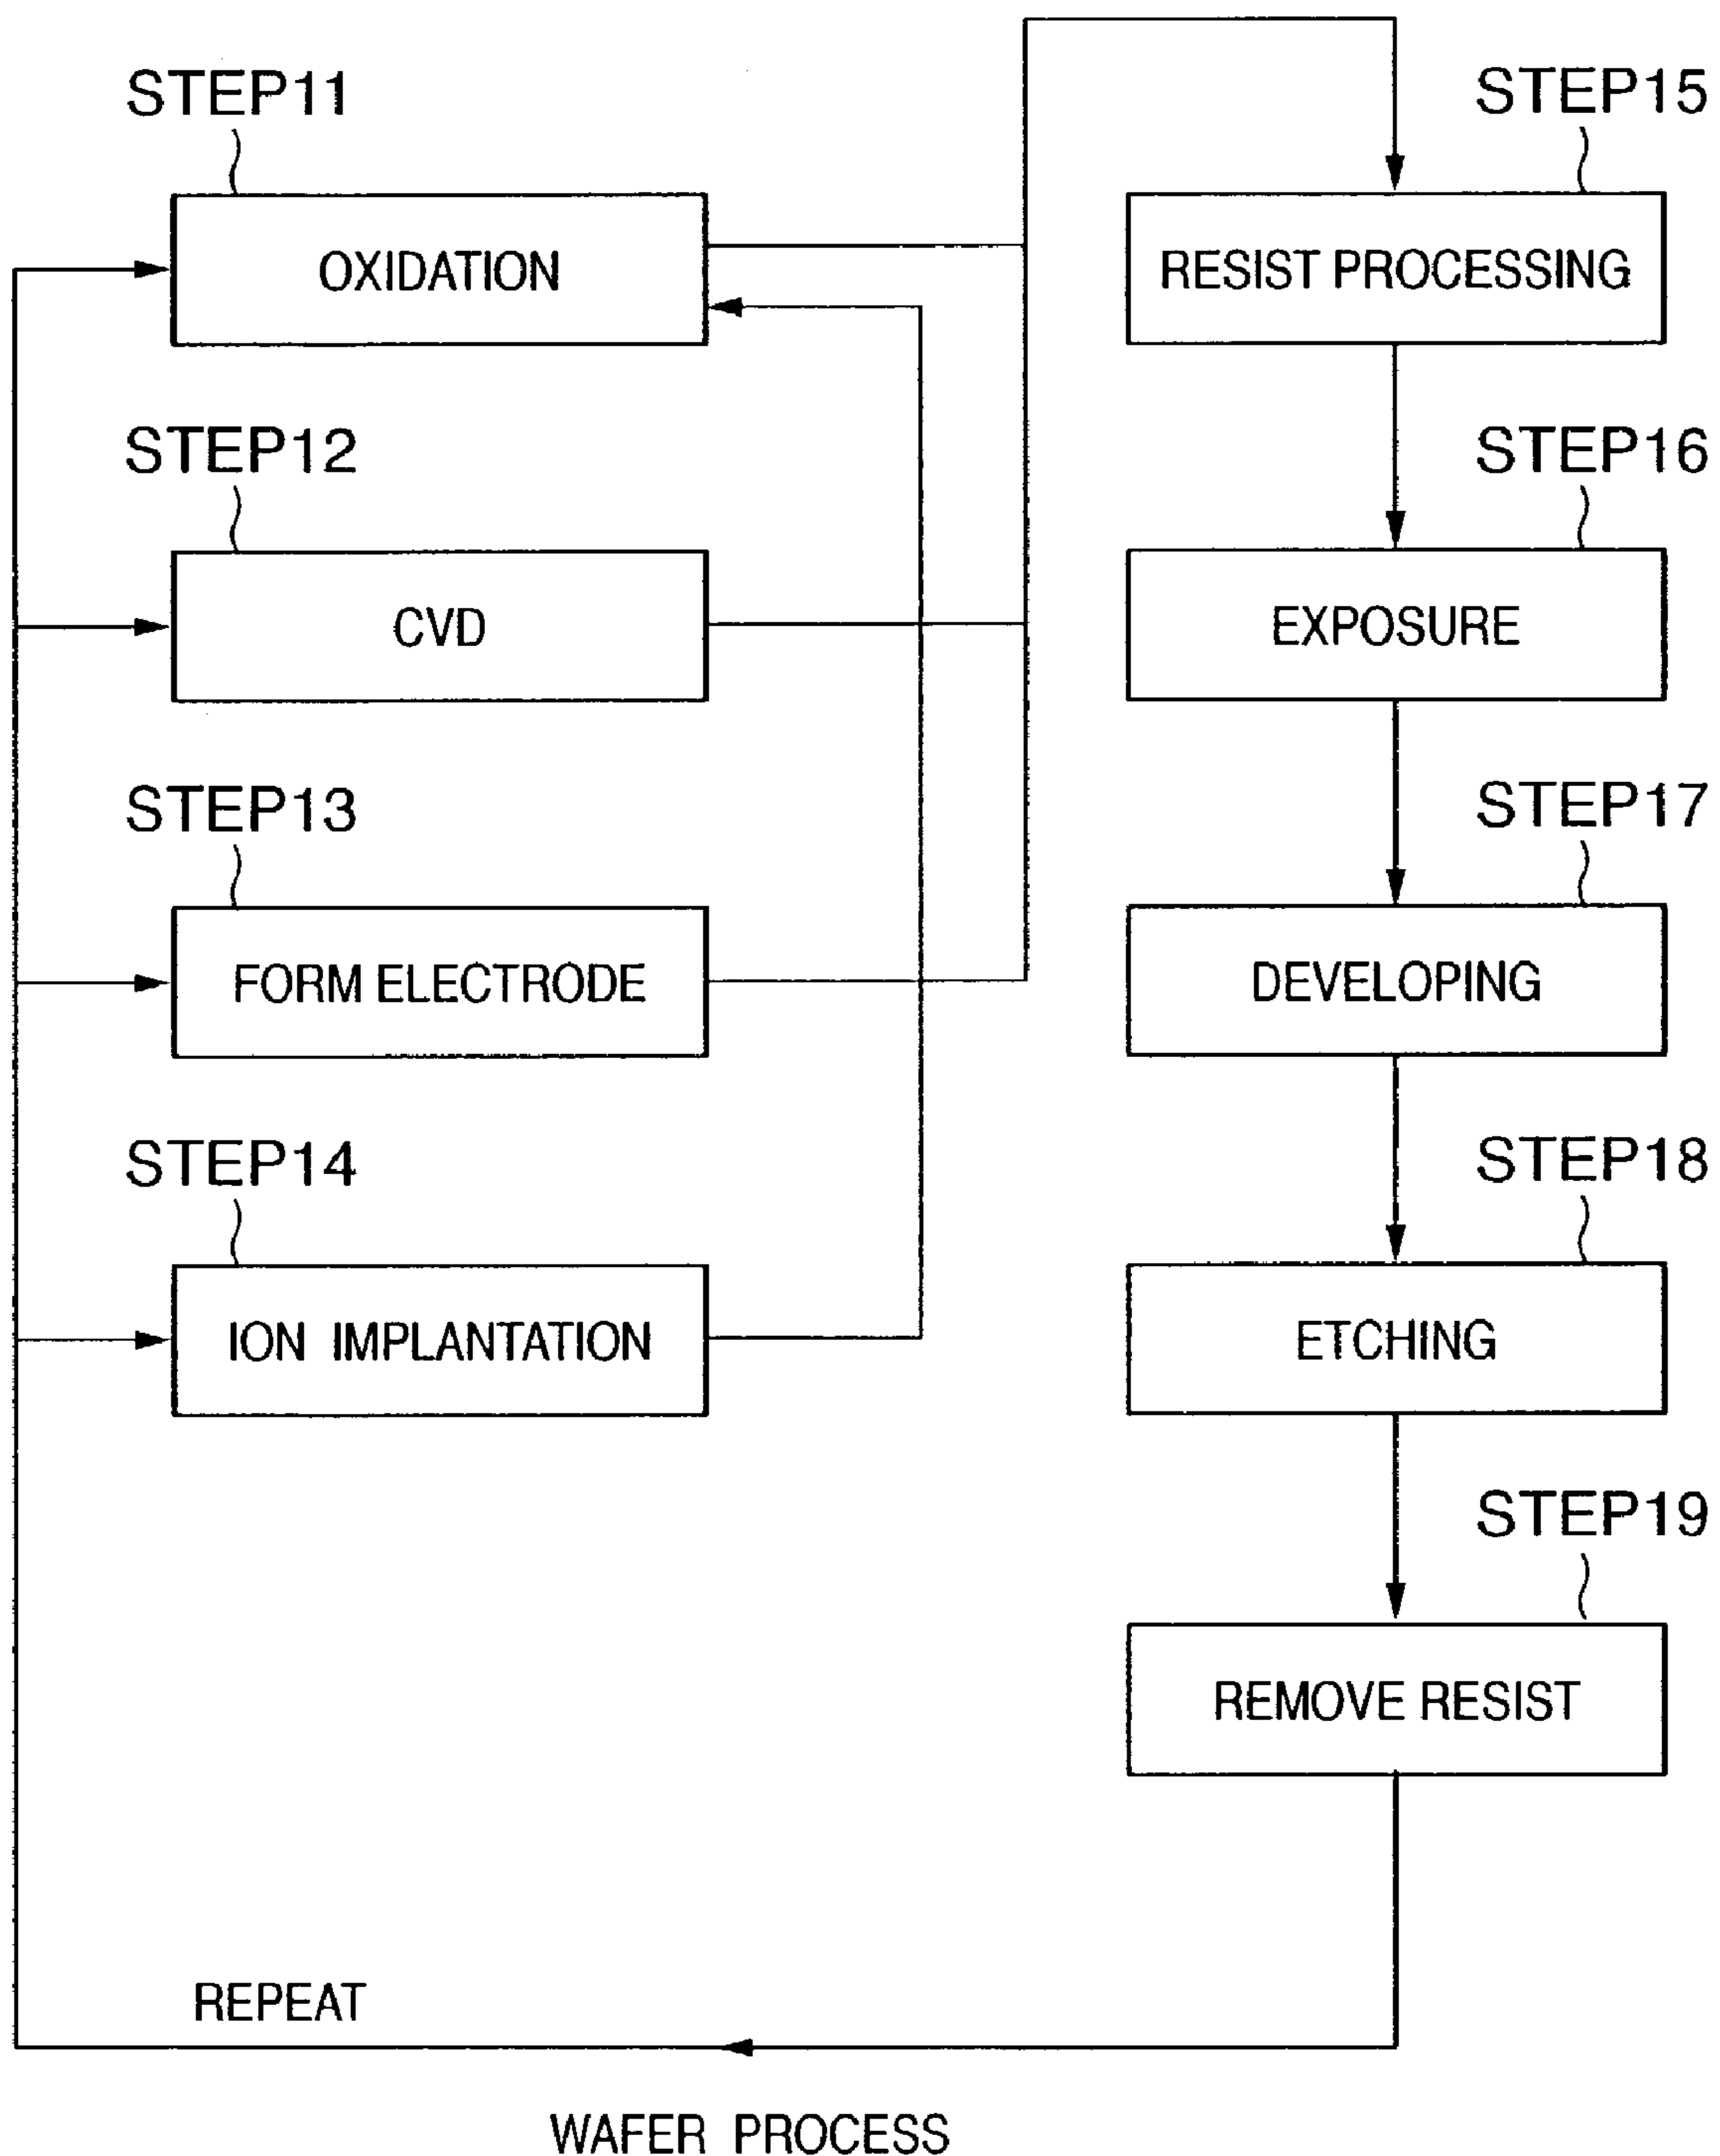 STEP11
OXIDATION
STEP12
CVD
STEP13
FORM ELECTRODE
STEP14
ION IMPLANTATION
STEP15
RESIST PROCESSING
STEP16
EXPOSURE
STEP17
DEVELOPING
STEP18
ETCHING
STEP19
REMOVE RESIST
REPEAT
WAFER PROCESS